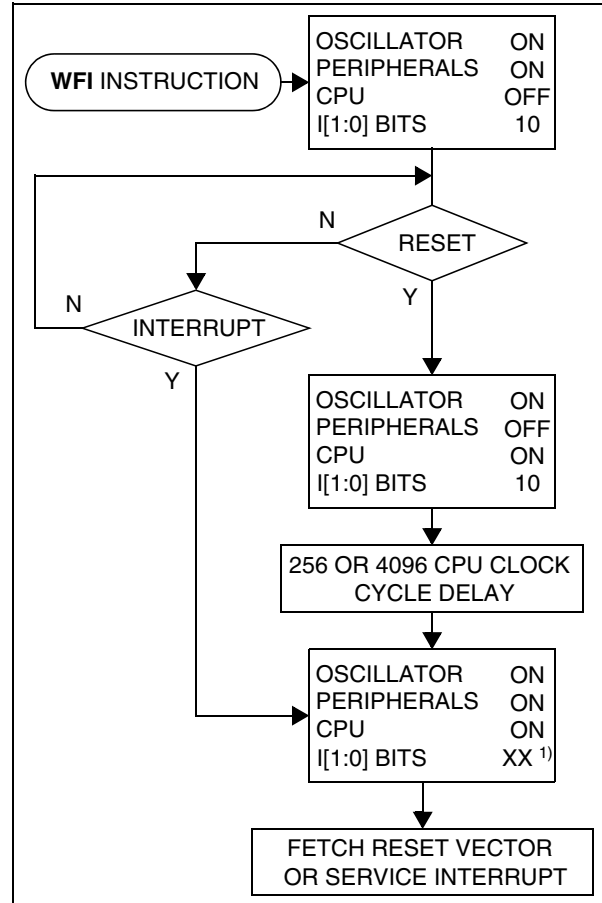 WFI INSTRUCTION
OSCILLATOR ON
PERIPHERALS ON
CPU OFF
I[1:0] BITS 10
N
RESET
Y
N
INTERRUPT
Y
OSCILLATOR ON
PERIPHERALS OFF
CPU ON
I[1:0] BITS 10
256 OR 4096 CPU CLOCK
CYCLE DELAY
OSCILLATOR ON
PERIPHERALS ON
CPU ON
I[1:0] BITS XX 1)
FETCH RESET VECTOR
OR SERVICE INTERRUPT